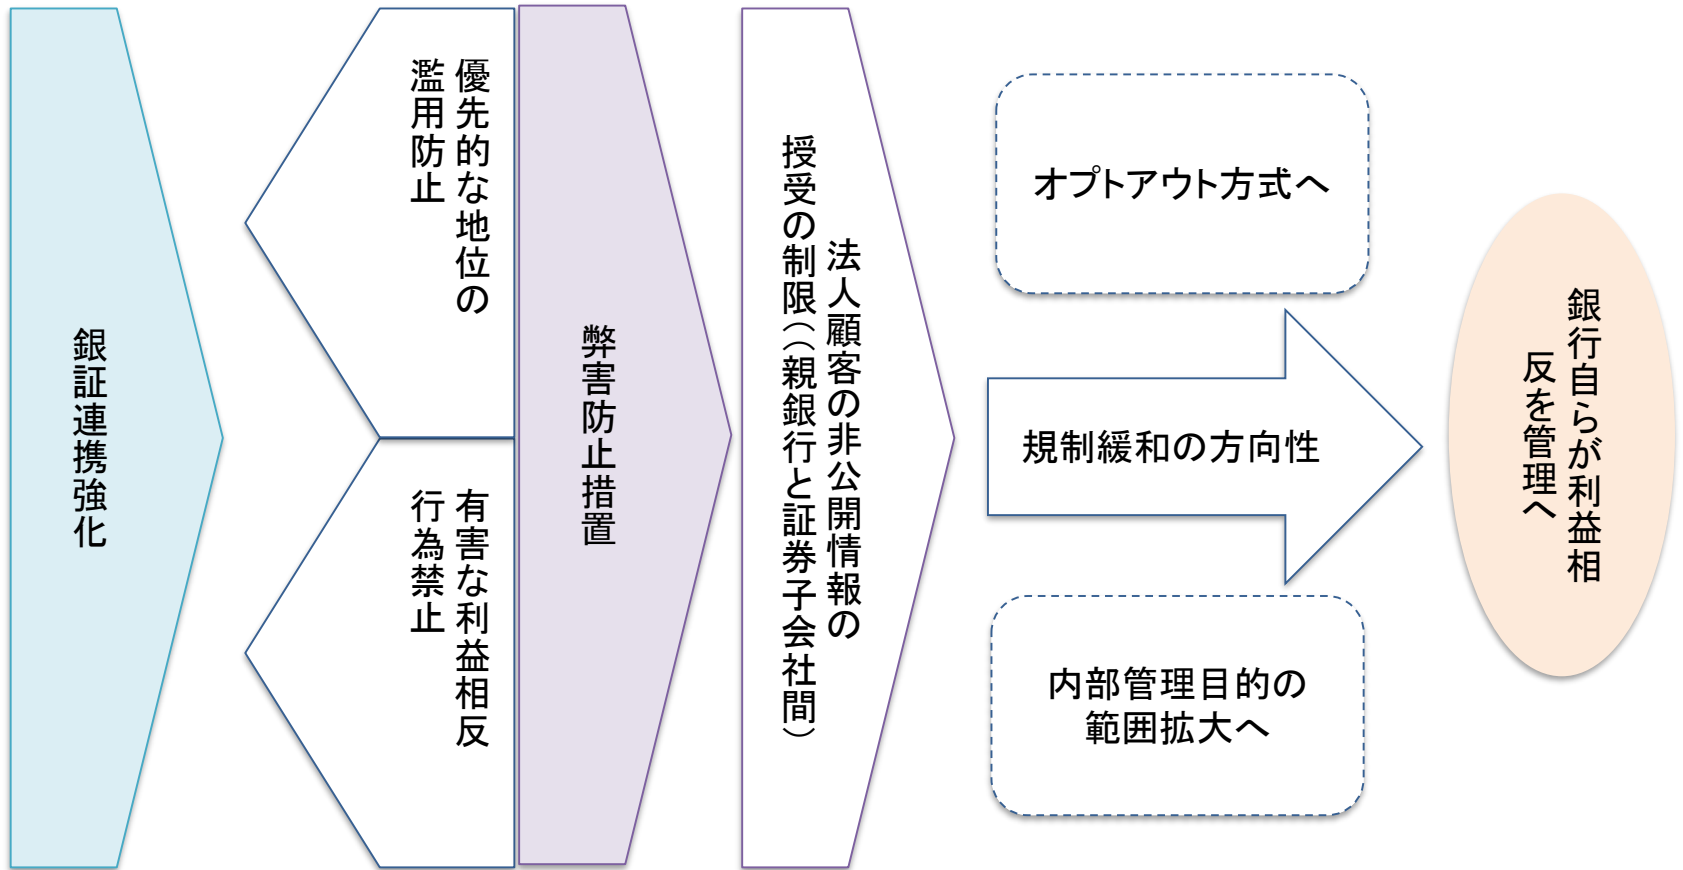 銀証連携強化
優先的な地位の
濫用防止
有害な利益相反
行為禁止
弊害防止措置
法人顧客の非公開情報の
授受の制限（（親銀行と証券子会社間）
オプトアウト方式へ
規制緩和の方向性
内部管理目的の
範囲拡大へ
銀行自らが利益相
反を管理へ